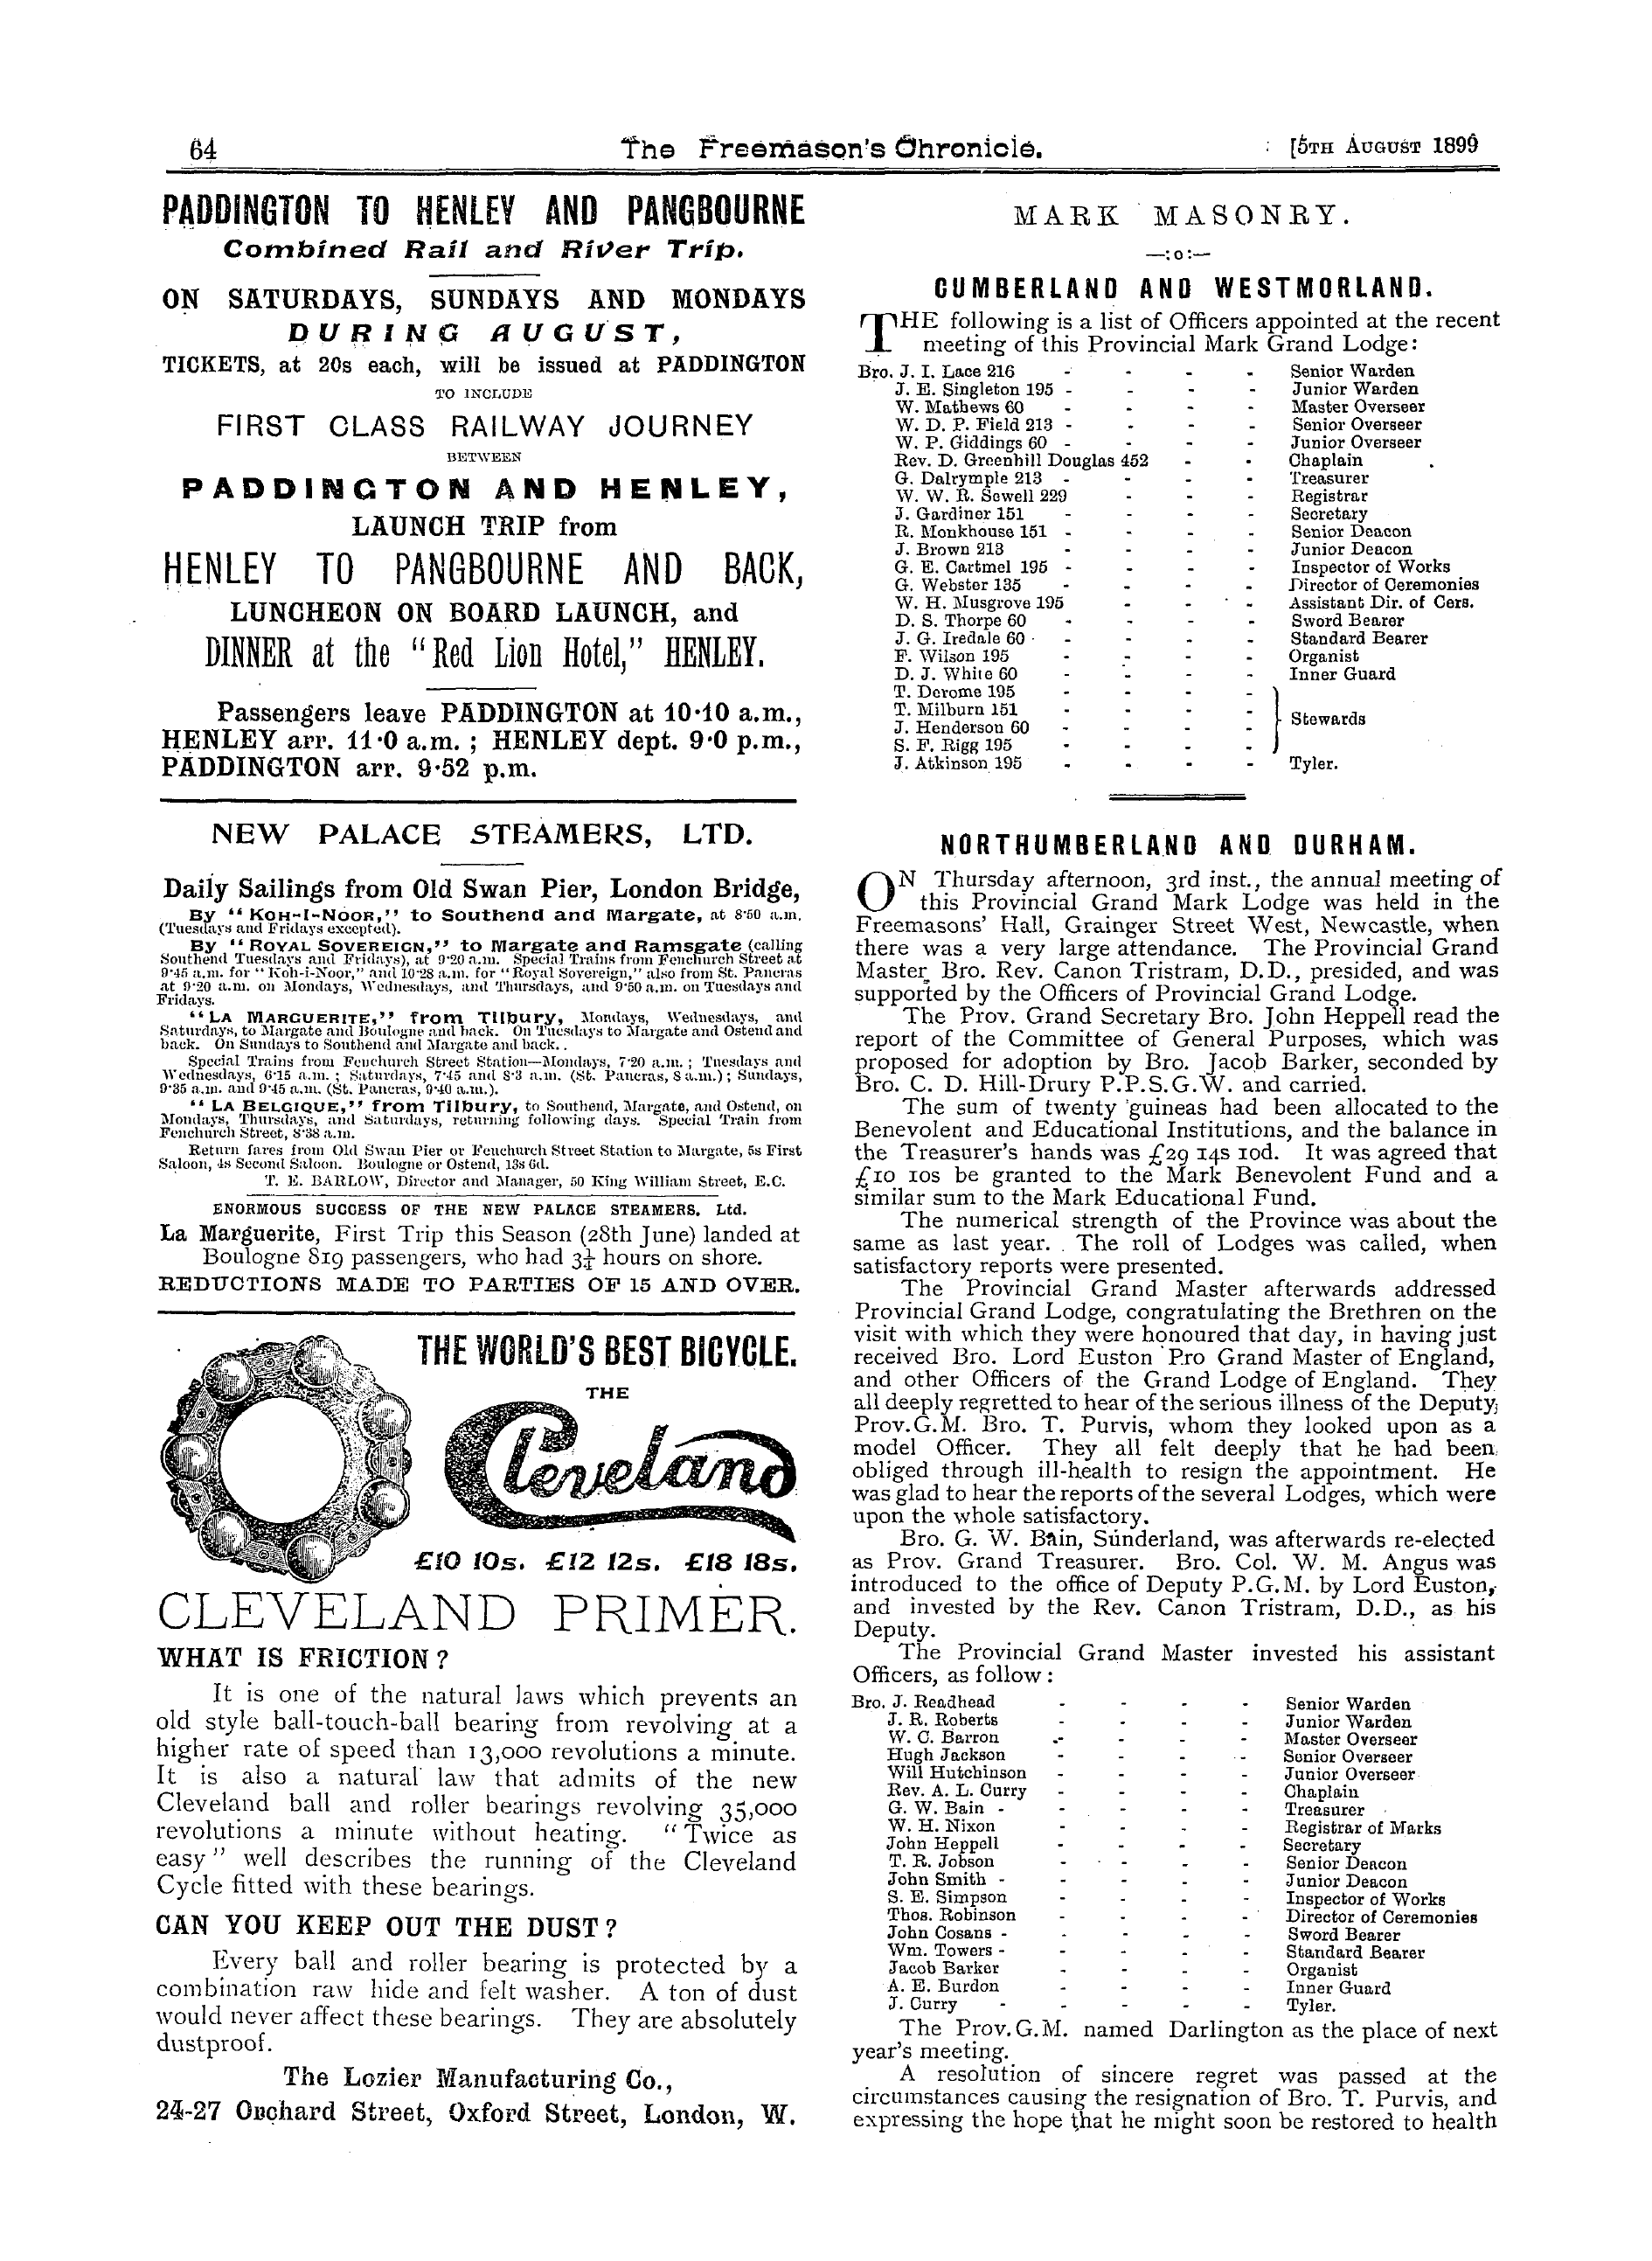 64
The Freemason's Chronicle.
[5TH AUGUST 1899
PADDINGTON TO HENLEY AND PANGBOURNE
Combined Rail and River Trip.
ON SATURDAYS, SUNDAYS AND MONDAYS
DURING AUGUST,
TICKETS, at 20s each, will be issued at PADDINGTON
TO INCLUDE
FIRST CLASS RAILWAY JOURNEY
BETWEEN
PADDINGTON AND HENLEY,
LAUNCH TRIP from
HENLEY TO PANGBOURNE AND BACK,
LUNCHEON ON BOARD LAUNCH, and
DINNER at the "Red Lion Hotel," HENLEY.
Passengers leave PADDINGTON at 10·10 a.m.,
HENLEY arr. 11·0 a.m. ; HENLEY dept. 9·0 p.m.,
PADDINGTON arr. 9·52 p.m.
NEW PALACE STEAMERS, LTD.
Daily Sailings from Old Swan Pier, London Bridge,
By "KOH-I-NOOR," to Southend and Margate, at 8·50 a.m.
(Tuesdays and Fridays excepted).
By "ROYAL SOVEREIGN," to Margate and Ramsgate (calling
Southend Tuesdays and Fridays), at 9·20 a.m. Special Trains from Fenchurch Street at
9·45 a.m. for "Koh-i-Noor," and 10·28 a.m. for "Royal Sovereign," also from St. Pancras
at 9·20 a.m. on Mondays, Wednesdays, and Thursdays, and 9·50 a.m. on Tuesdays and
Fridays.
"LA MARGUERITE," from Tilbury, Mondays, Wednesdays, and
Saturdays, to Margate and Boulogne and back. On Tuesdays to Margate and Ostend and
back. On Sundays to Southend and Margate and back.
Special Trains from Fenchurch Street Station—Mondays, 7·20 a.m. ; Tuesdays and
Wednesdays, 6·15 a.m. ; Saturdays, 7·45 and 8·3 a.m. (St. Pancras, 8 a.m.) ; Sundays,
9·35 a.m. and 9·45 a.m. (St. Pancras, 9·40 a.m.).
"LA BELGIQUE," from Tilbury, to Southend, Margate, and Ostend, on
Mondays, Thursdays, and Saturdays, returning following days. Special Train from
Fenchurch Street, 8·38 a.m.
Return fares from Old Swan Pier or Fenchurch Street Station to Margate, 5s First
Saloon, 4s Second Saloon. Boulogne or Ostend, 13s 6d.
T. E. BARLOW, Director and Manager, 50 King William Street, E.C.
ENORMOUS SUCCESS OF THE NEW PALACE STEAMERS. Ltd.
La Marguerite, First Trip this Season (28th June) landed at
Boulogne 819 passengers, who had 3¼ hours on shore.
REDUCTIONS MADE TO PARTIES OF 15 AND OVER.
THE WORLD'S BEST BICYCLE.
THE
Cleveland
£10 10s. £12 12s. £18 18s.
CLEVELAND PRIMER.
WHAT IS FRICTION ?
It is one of the natural laws which prevents an
old style ball-touch-ball bearing from revolving at a
higher rate of speed than 13,000 revolutions a minute.
It is also a natural law that admits of the new
Cleveland ball and roller bearings revolving 35,000
revolutions a minute without heating. "Twice as
easy" well describes the running of the Cleveland
Cycle fitted with these bearings.
CAN YOU KEEP OUT THE DUST ?
Every ball and roller bearing is protected by a
combination raw hide and felt washer. A ton of dust
would never affect these bearings. They are absolutely
dustproof.
The Lozier Manufacturing Co.,
24-27 Orchard Street, Oxford Street, London, W.
MARK MASONRY.
—:o:—
CUMBERLAND AND WESTMORLAND.
THE following is a list of Officers appointed at the recent
meeting of this Provincial Mark Grand Lodge:
Bro. J. I. Lace 216 - - - - Senior Warden
J. E. Singleton 195 - - - - Junior Warden
W. Mathews 60 - - - - Master Overseer
W. D. P. Field 213 - - - - Senior Overseer
W. P. Giddings 60 - - - - Junior Overseer
Rev. D. Greenhill Douglas 452 - - Chaplain
G. Dalrymple 213 - - - - Treasurer
W. W. R. Sewell 229 - - - Registrar
J. Gardiner 151 - - - - Secretary
R. Monkhouse 151 - - - - Senior Deacon
J. Brown 213 - - - - Junior Deacon
G. E. Cartmel 195 - - - - Inspector of Works
G. Webster 135 - - - - Director of Ceremonies
W. H. Musgrove 195 - - - Assistant Dir. of Cers.
D. S. Thorpe 60 - - - - Sword Bearer
J. G. Iredale 60 - - - - Standard Bearer
F. Wilson 195 - - - - Organist
D. J. White 60 - - - - Inner Guard
T. Derome 195 - - - -
T. Milburn 151 - - - - Stewards
J. Henderson 60 - - - -
S. F. Rigg 195 - - - -
J. Atkinson 195 - - - - Tyler.
NORTHUMBERLAND AND DURHAM.
ON Thursday afternoon, 3rd inst., the annual meeting of
this Provincial Grand Mark Lodge was held in the
Freemasons' Hall, Grainger Street West, Newcastle, when
there was a very large attendance. The Provincial Grand
Master Bro. Rev. Canon Tristram, D.D., presided, and was
supported by the Officers of Provincial Grand Lodge.
The Prov. Grand Secretary Bro. John Heppell read the
report of the Committee of General Purposes, which was
proposed for adoption by Bro. Jacob Barker, seconded by
Bro. C. D. Hill-Drury P.P.S.G.W. and carried.
The sum of twenty guineas had been allocated to the
Benevolent and Educational Institutions, and the balance in
the Treasurer's hands was £29 14s 10d. It was agreed that
£10 10s be granted to the Mark Benevolent Fund and a
similar sum to the Mark Educational Fund.
The numerical strength of the Province was about the
same as last year. The roll of Lodges was called, when
satisfactory reports were presented.
The Provincial Grand Master afterwards addressed
Provincial Grand Lodge, congratulating the Brethren on the
visit with which they were honoured that day, in having just
received Bro. Lord Euston Pro Grand Master of England,
and other Officers of the Grand Lodge of England. They
all deeply regretted to hear of the serious illness of the Deputy
Prov.G.M. Bro. T. Purvis, whom they looked upon as a
model Officer. They all felt deeply that he had been
obliged through ill-health to resign the appointment. He
was glad to hear the reports of the several Lodges, which were
upon the whole satisfactory.
Bro. G. W. Bain, Sunderland, was afterwards re-elected
as Prov. Grand Treasurer. Bro. Col. W. M. Angus was
introduced to the office of Deputy P.G.M. by Lord Euston,
and invested by the Rev. Canon Tristram, D.D., as his
Deputy.
The Provincial Grand Master invested his assistant
Officers, as follow :
Bro. J. Readhead - - - - Senior Warden
J. R. Roberts - - - - Junior Warden
W. C. Barron - - - - Master Overseer
Hugh Jackson - - - - Senior Overseer
Will Hutchinson - - - - Junior Overseer
Rev. A. L. Curry - - - - Chaplain
G. W. Bain - - - - - Treasurer
W. H. Nixon - - - - Registrar of Marks
John Heppell - - - - Secretary
T. R. Jobson - - - - Senior Deacon
John Smith - - - - - Junior Deacon
S. E. Simpson - - - - Inspector of Works
Thos. Robinson - - - - Director of Ceremonies
John Cosans - - - - - Sword Bearer
Wm. Towers - - - - - Standard Bearer
Jacob Barker - - - - Organist
A. E. Burdon - - - - Inner Guard
J. Curry - - - - - Tyler.
The Prov.G.M. named Darlington as the place of next
year's meeting.
A resolution of sincere regret was passed at the
circumstances causing the resignation of Bro. T. Purvis, and
expressing the hope that he might soon be restored to health